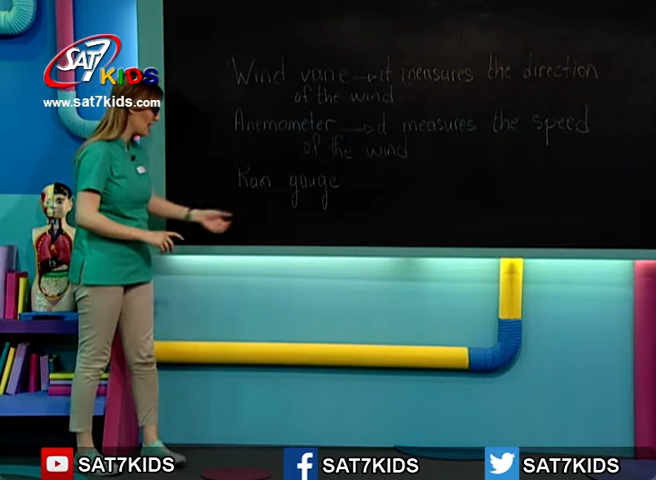 SAT7
KIDS
www.sat7kids.com
Wind vane → it measures the direction
of the wind
Anemometer → it measures the speed
of the wind
Rain gauge
SAT7KIDS
SAT7KIDS
SAT7KIDS